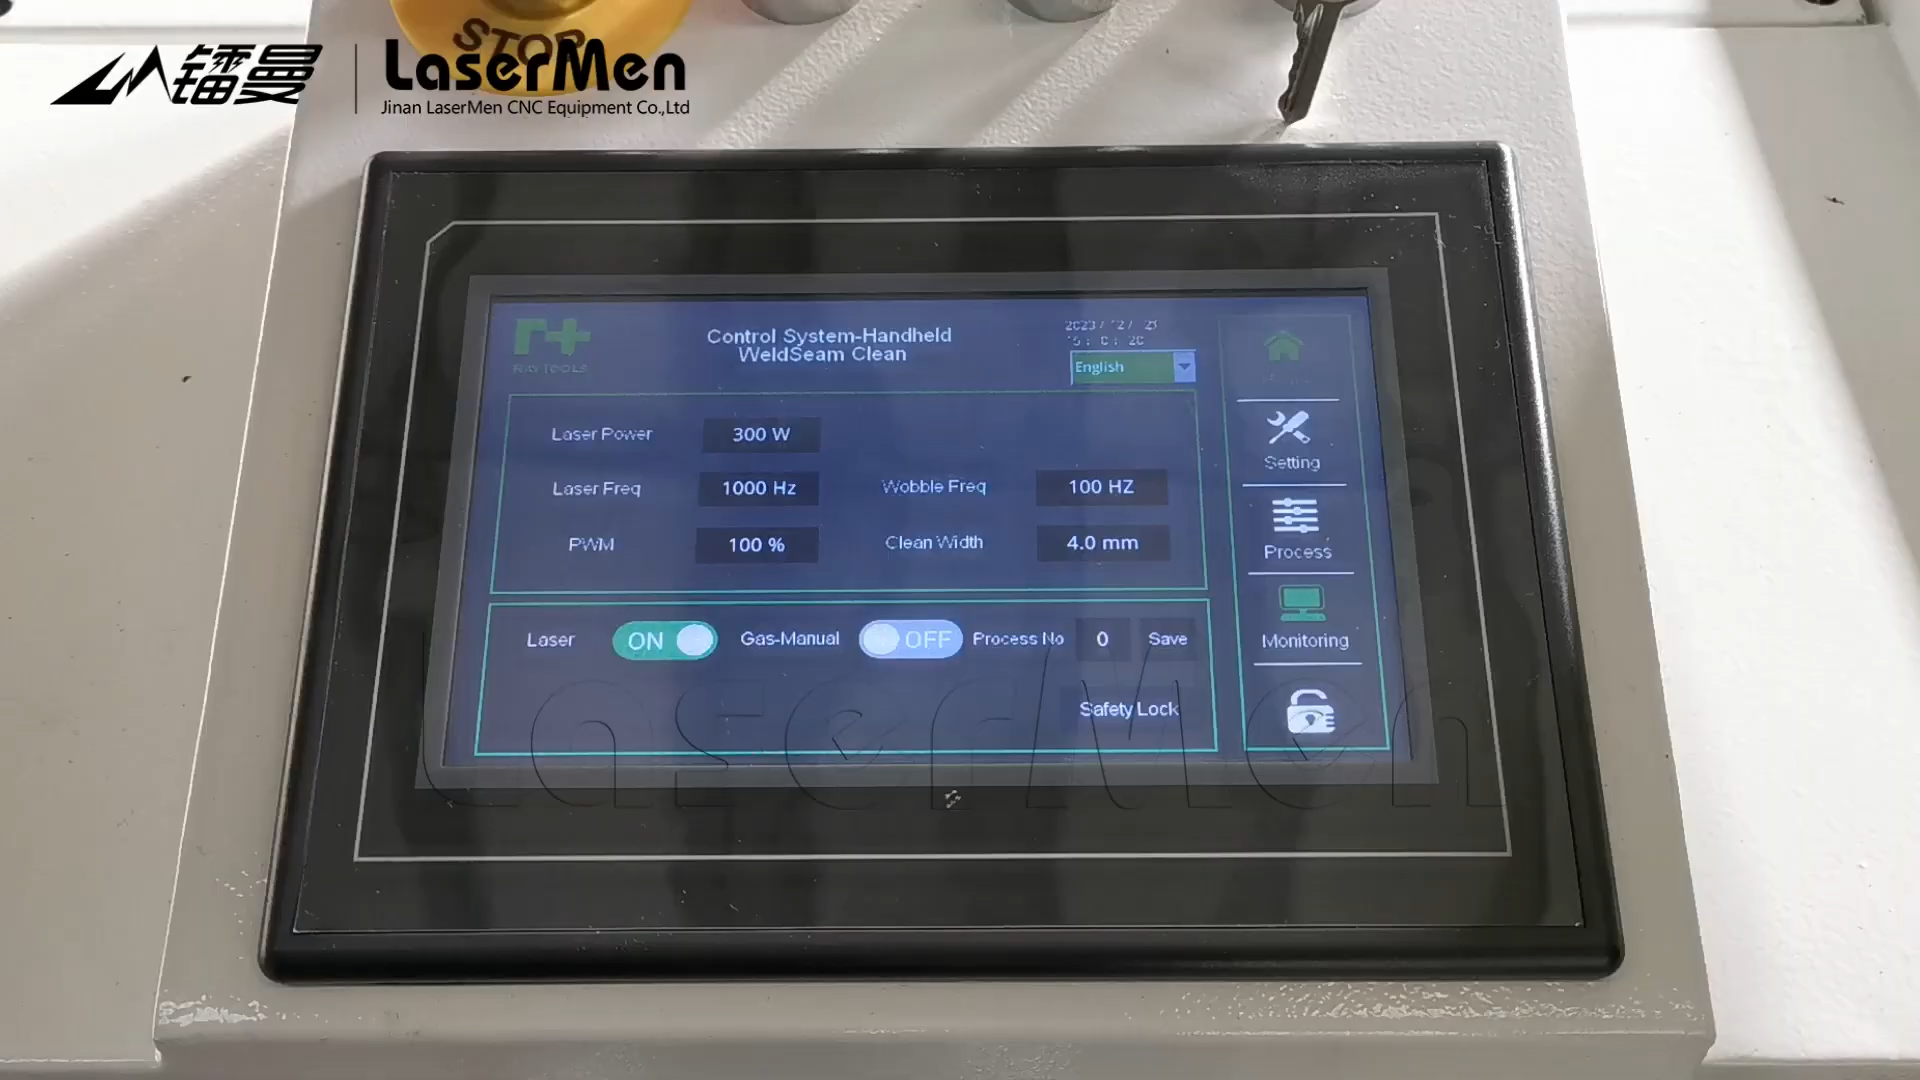 STOP
镭曼
LaserMen
Jinan LaserMen CNC Equipment Co.,Ltd
r+
RAYTOOLS
Control System-Handheld
WeldSeam Clean
English
Laser Power 300 W
Laser Freq 1000 Hz Wobble Freq 100 HZ
PWM 100 % Clean Width 4.0 mm
Laser ON Gas-Manual OFF Process No 0 Save
Safety Lock
Setting
Process
Monitoring
LaserMen